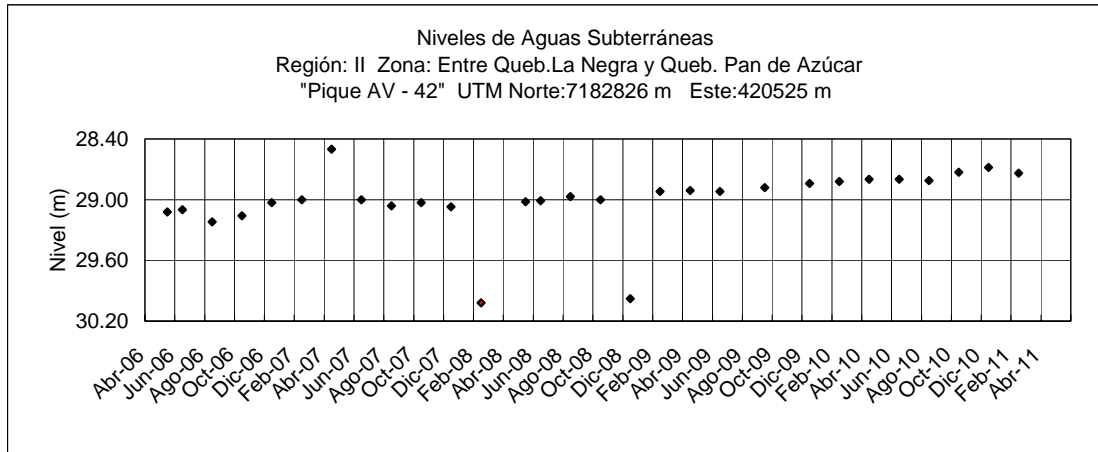 Niveles de Aguas Subterráneas
Región: II  Zona: Entre Queb.La Negra y Queb. Pan de Azúcar
"Pique AV - 42"  UTM Norte:7182826 m   Este:420525 m
28.40
29.00
29.60
30.20
Nivel (m)
Abr-06
Jun-06
Ago-06
Oct-06
Dic-06
Feb-07
Abr-07
Jun-07
Ago-07
Oct-07
Dic-07
Feb-08
Abr-08
Jun-08
Ago-08
Oct-08
Dic-08
Feb-09
Abr-09
Jun-09
Ago-09
Oct-09
Dic-09
Feb-10
Abr-10
Jun-10
Ago-10
Oct-10
Dic-10
Feb-11
Abr-11